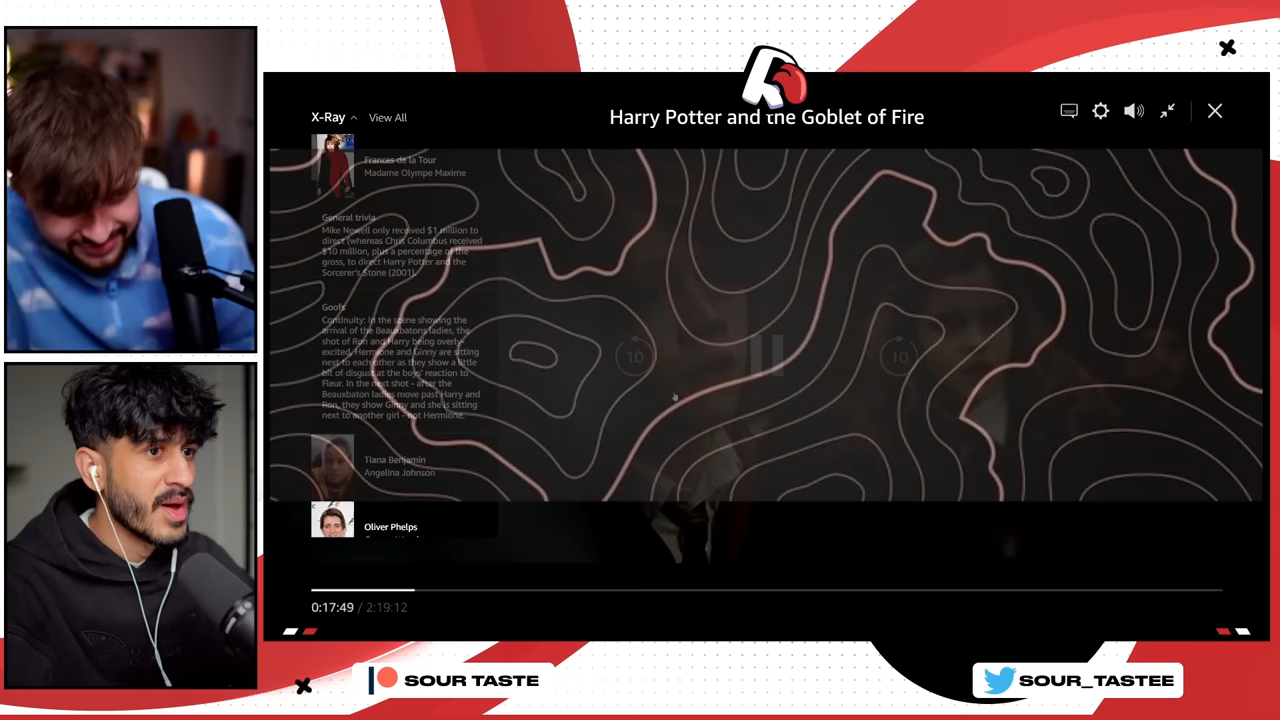 Harry Potter and the Goblet of Fire
X-Ray
View All
Frances de la Tour
Madame Olympe Maxime
General trivia
Mike Newell only received $1 million to
direct (whereas Chris Columbus received
$10 million, plus a percentage of the
gross, to direct Harry Potter and the
Sorcerer's Stone (2001).
Goofs
Continuity: In the scene showing the
arrival of the Beauxbatons ladies, the
shot of Ron and Harry being overly-
excited, Hermione and Ginny are sitting
next to each other as they show a little
bit of disgust at the boys' reaction to
Fleur. In the next shot - after the
Beauxbaton ladies move past Harry and
Ron, they show Ginny and she is sitting
next to another girl - not Hermione.
10
10
Tiana Benjamin
Angelina Johnson
Oliver Phelps
0:17:49 / 2:19:12
SOUR TASTE
SOUR_TASTEE